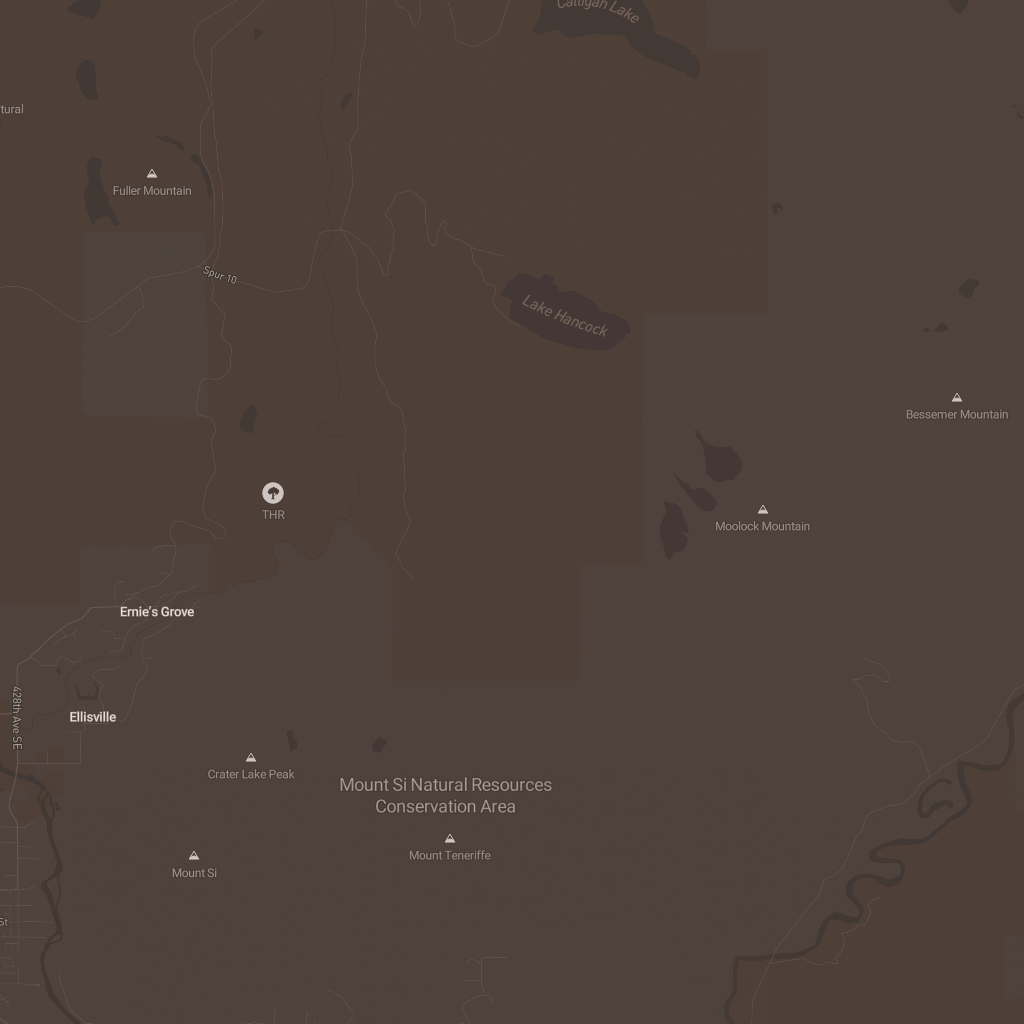 Calligan Lake
tural
Fuller Mountain
Spur 10
Lake Hancock
Bessemer Mountain
THR
Moolock Mountain
Ernie's Grove
428th Ave SE
Ellisville
Crater Lake Peak
Mount Si Natural Resources
Conservation Area
Mount Teneriffe
Mount Si
St